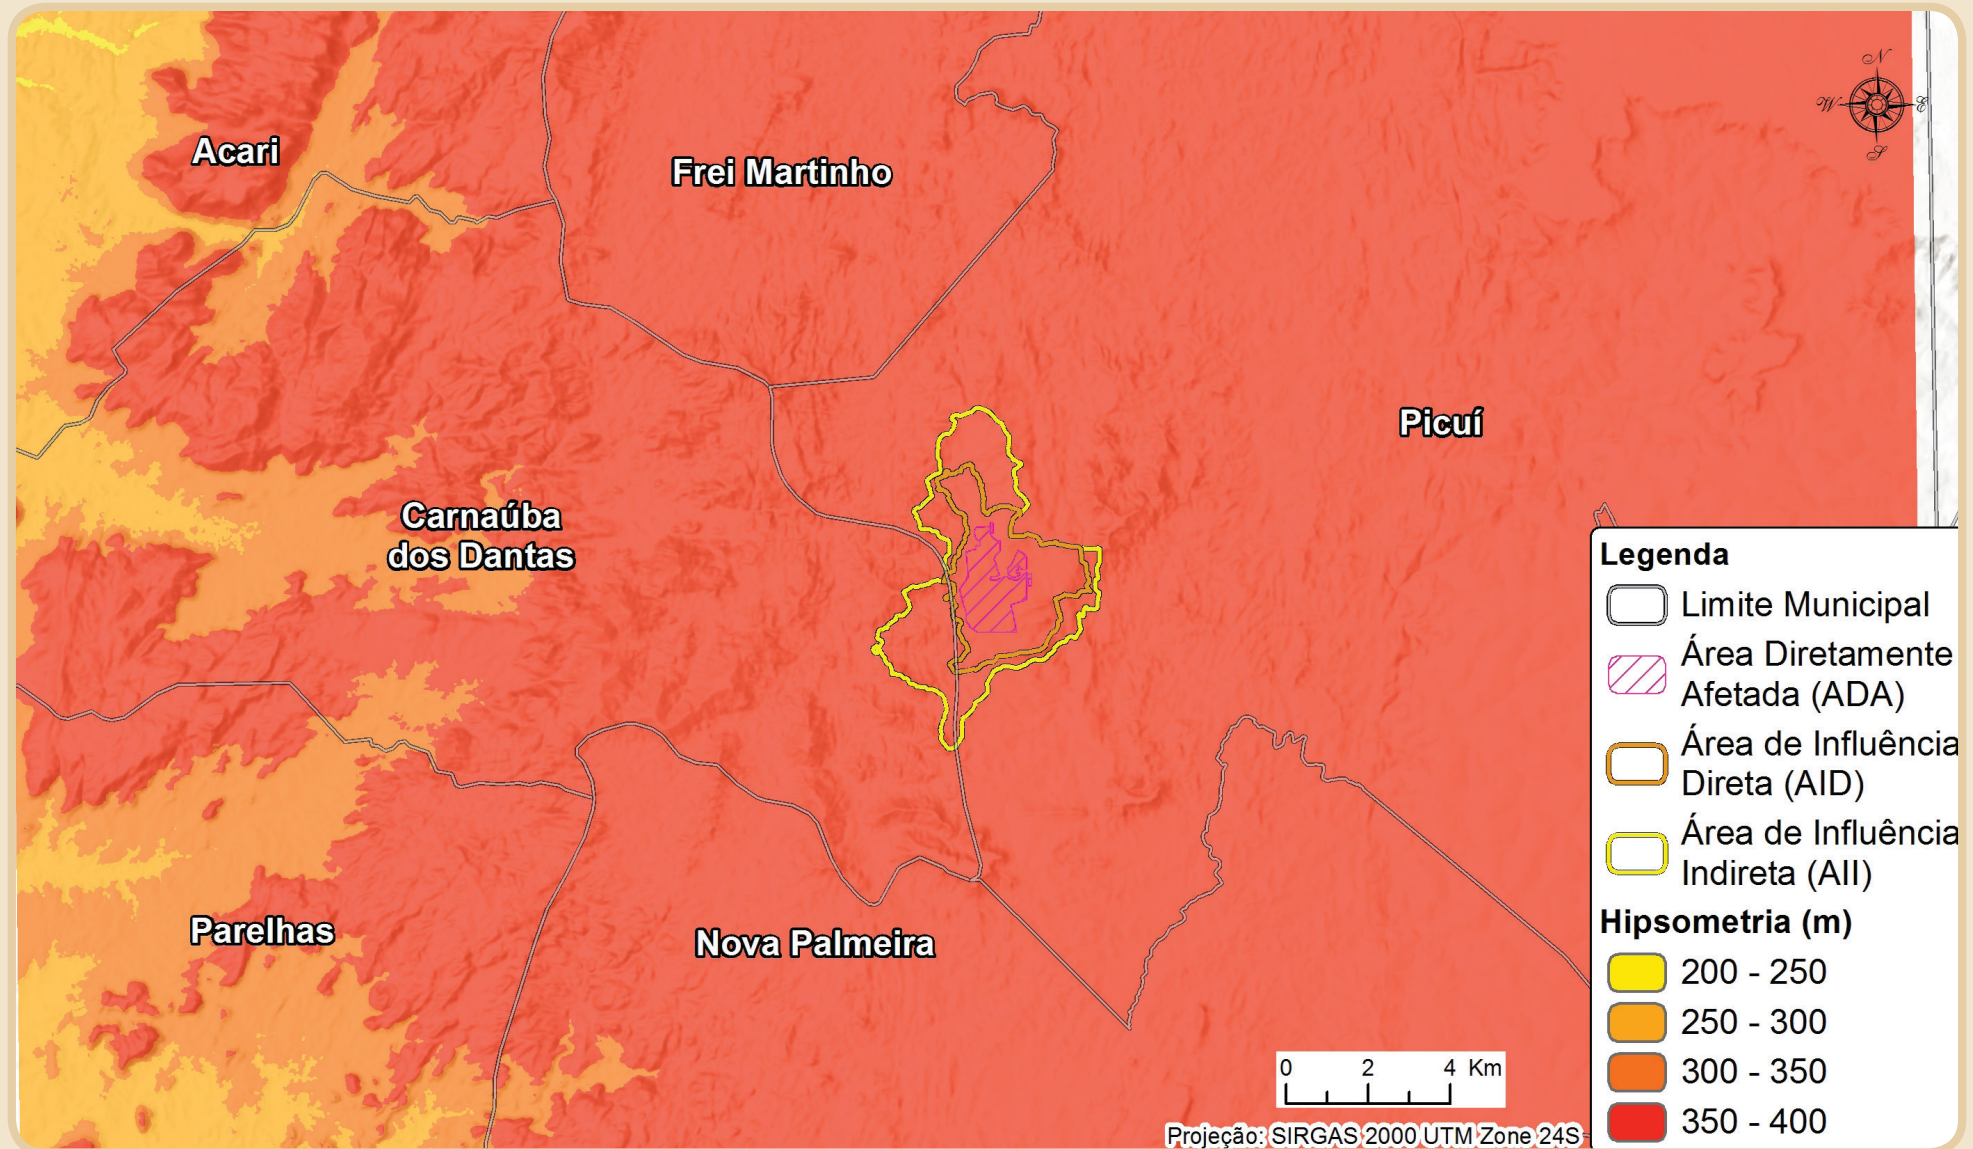 N
W
E
S
Acari
Frei Martinho
Picuí
Carnaúba
dos Dantas
Parelhas
Nova Palmeira
Legenda
Limite Municipal
Área Diretamente
Afetada (ADA)
Área de Influência
Direta (AID)
Área de Influência
Indireta (AII)
Hipsometria (m)
200 - 250
250 - 300
300 - 350
350 - 400
0 2 4 Km
Projeção: SIRGAS 2000 UTM Zone 24S